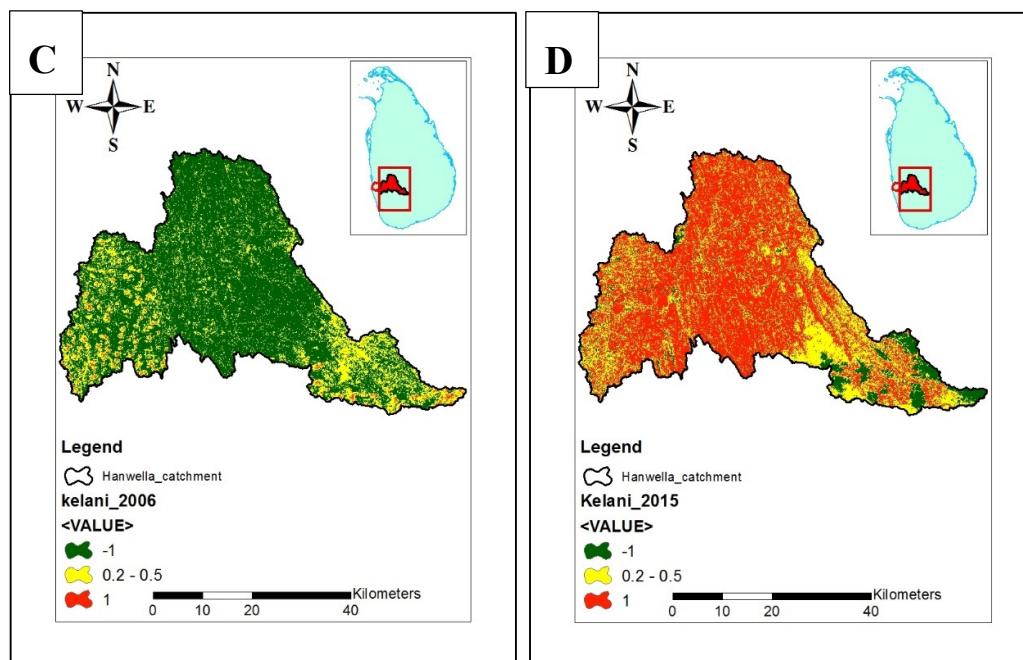 C
N
W E
S
Legend
Hanwella_catchment
kelani_2006
<VALUE>
-1
0.2 - 0.5
1
Kilometers
0 10 20 40
D
N
W E
S
Legend
Hanwella_catchment
Kelani_2015
<VALUE>
-1
0.2 - 0.5
1
Kilometers
0 10 20 40